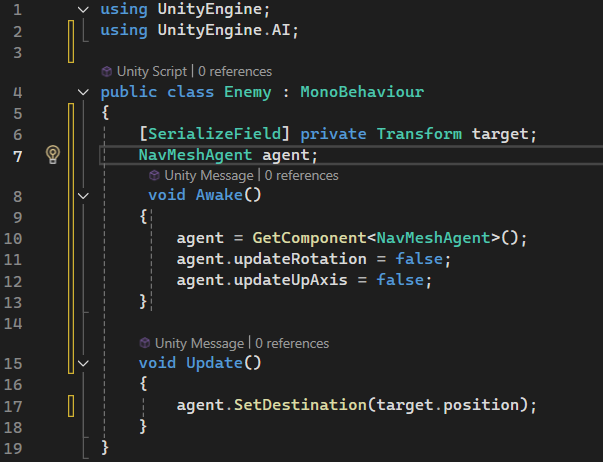 1 using UnityEngine;
2 using UnityEngine.AI;
3
Unity Script | 0 references
4 public class Enemy : MonoBehaviour
5 {
6 [SerializeField] private Transform target;
7 NavMeshAgent agent;
Unity Message | 0 references
8 void Awake()
9 {
10 agent = GetComponent<NavMeshAgent>();
11 agent.updateRotation = false;
12 agent.updateUpAxis = false;
13 }
14
Unity Message | 0 references
15 void Update()
16 {
17 agent.SetDestination(target.position);
18 }
19 }